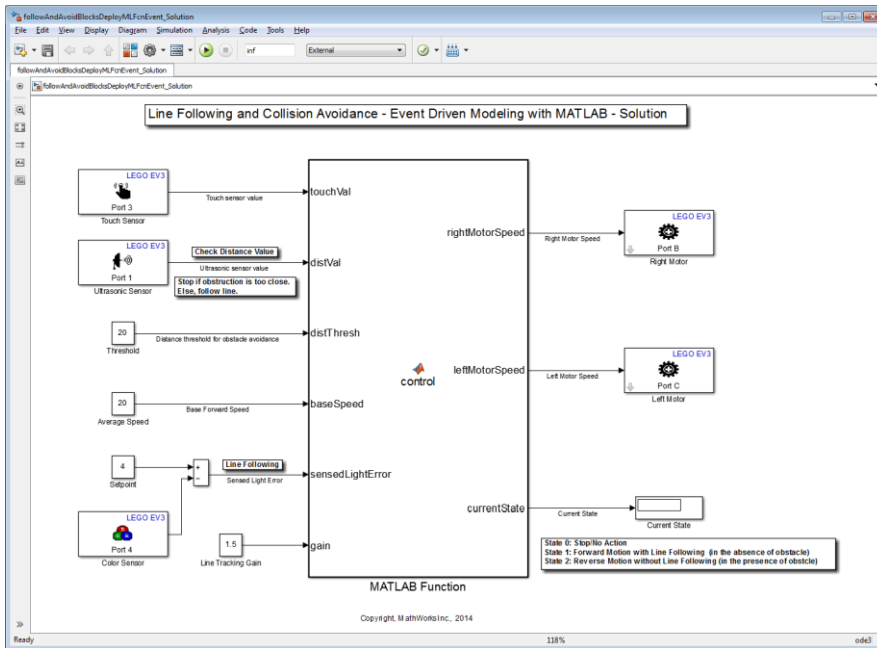 followAndAvoidBlocksDeployMLFcnEvent_Solution
File Edit View Display Diagram Simulation Analysis Code Tools Help
inf
External
followAndAvoidBlocksDeployMLFcnEvent_Solution
followAndAvoidBlocksDeployMLFcnEvent_Solution
Line Following and Collision Avoidance - Event Driven Modeling with MATLAB - Solution
LEGO EV3
Port 3
Touch Sensor
Touch sensor value
touchVal
LEGO EV3
Port 1
Ultrasonic Sensor
Check Distance Value
Ultrasonic sensor value
Stop if obstruction is too close.
Else, follow line.
distVal
20
Threshold
Distance threshold for obstacle avoidance
distThresh
20
Average Speed
Base Forward Speed
baseSpeed
4
Setpoint
Line Following
Sensed Light Error
sensedLightError
LEGO EV3
Port 4
Color Sensor
1.5
Line Tracking Gain
gain
control
MATLAB Function
rightMotorSpeed
Right Motor Speed
LEGO EV3
Port B
Right Motor
leftMotorSpeed
Left Motor Speed
LEGO EV3
Port C
Left Motor
currentState
Current State
Current State
State 0: Stop/No Action
State 1: Forward Motion with Line Following (in the absence of obstacle)
State 2: Reverse Motion without Line Following (in the presence of obstcle)
Copyright, MathWorks Inc., 2014
Ready
118%
ode3